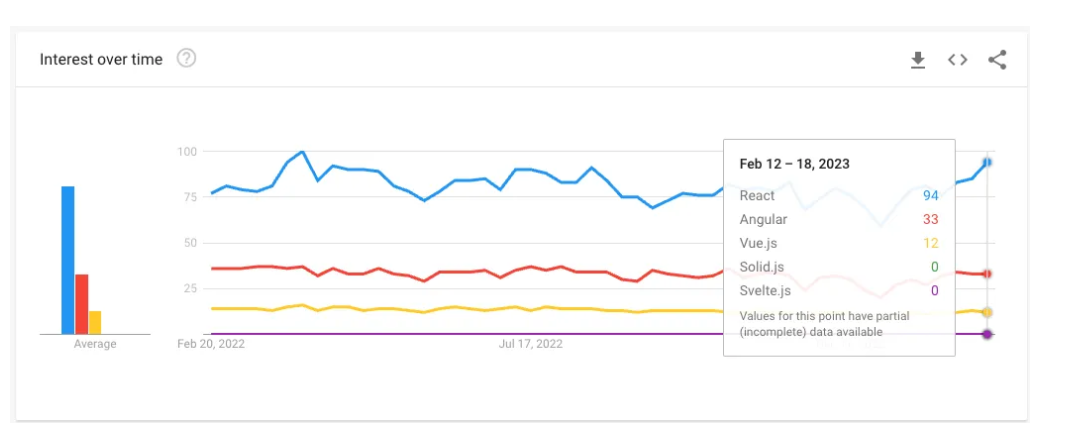 Interest over time
100
75
50
25
Average
Feb 20, 2022
Jul 17, 2022
Feb 12 – 18, 2023
React 94
Angular 33
Vue.js 12
Solid.js 0
Svelte.js 0
Values for this point have partial
(incomplete) data available